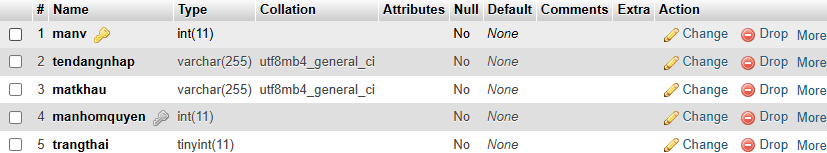 # Name Type Collation Attributes Null Default Comments Extra Action
1 manv int(11) No None Change Drop More
2 tendangnhap varchar(255) utf8mb4_general_ci No None Change Drop More
3 matkhau varchar(255) utf8mb4_general_ci No None Change Drop More
4 manhomquyen int(11) No None Change Drop More
5 trangthai tinyint(11) No None Change Drop More